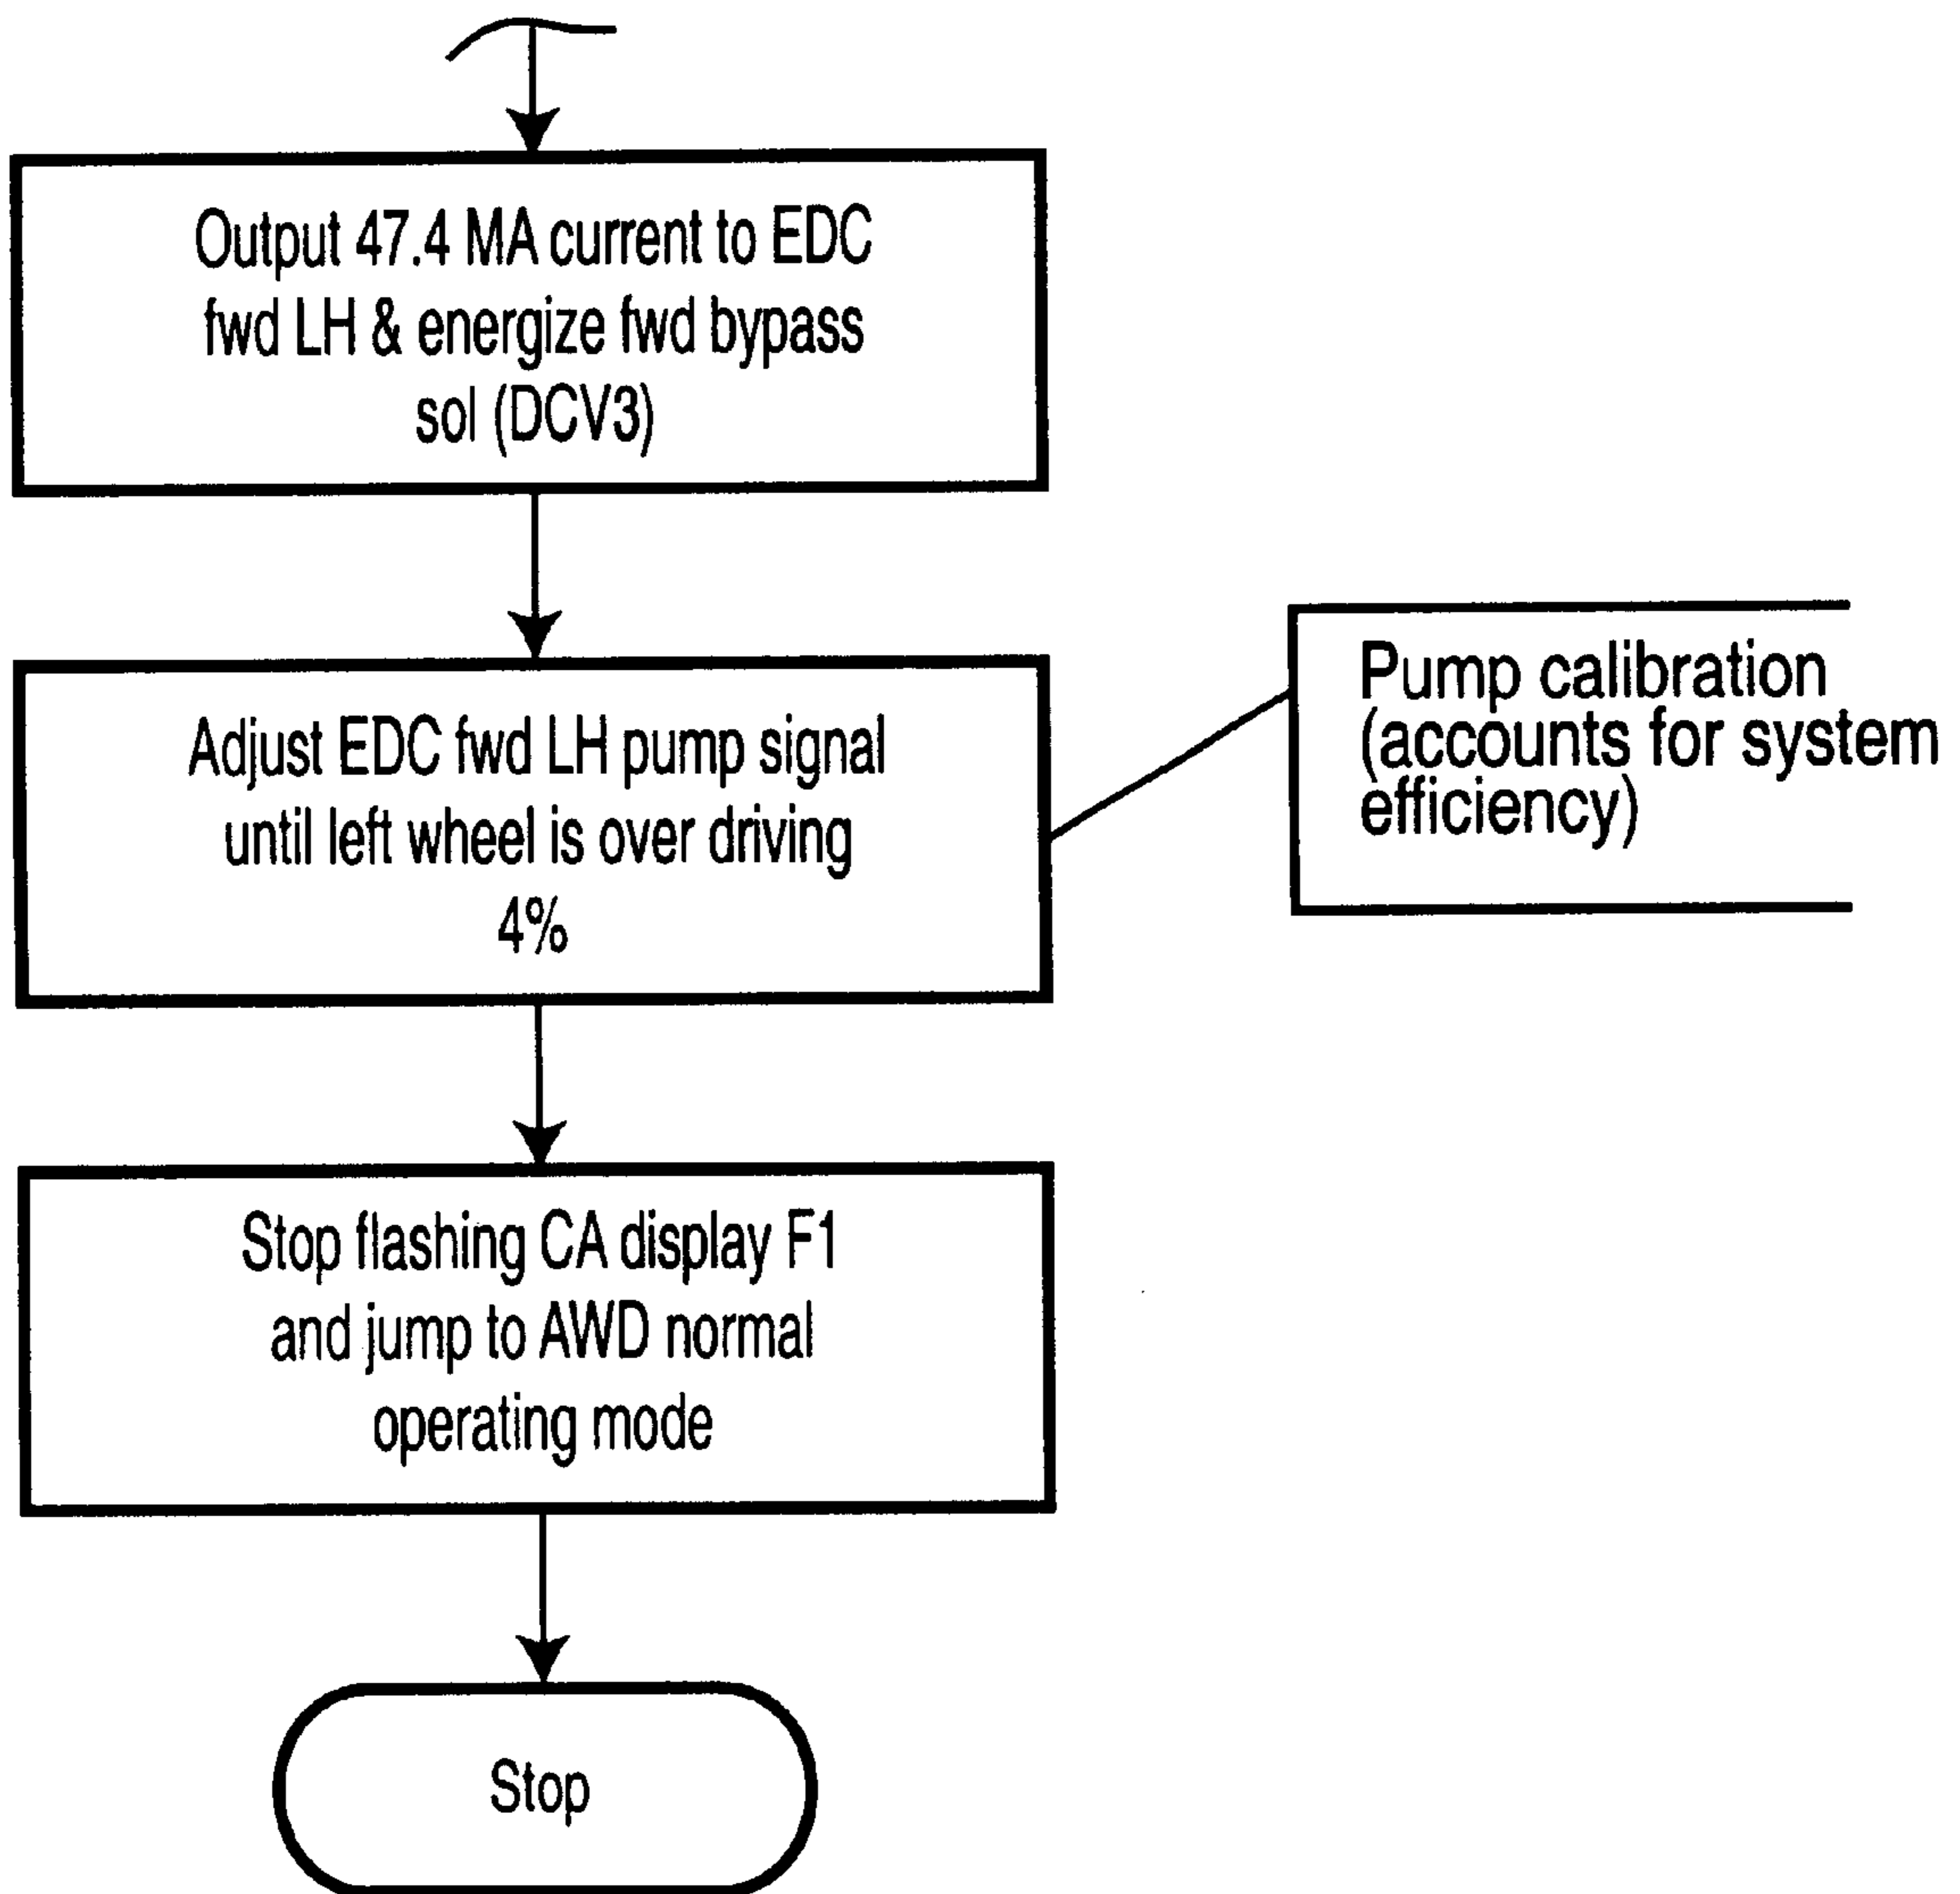 Output 47.4 MA current to EDC
fwd LH & energize fwd bypass
sol (DCV3)
Adjust EDC fwd LH pump signal
until left wheel is over driving
4%
Pump calibration
(accounts for system
efficiency)
Stop flashing CA display F1
and jump to AWD normal
operating mode
Stop